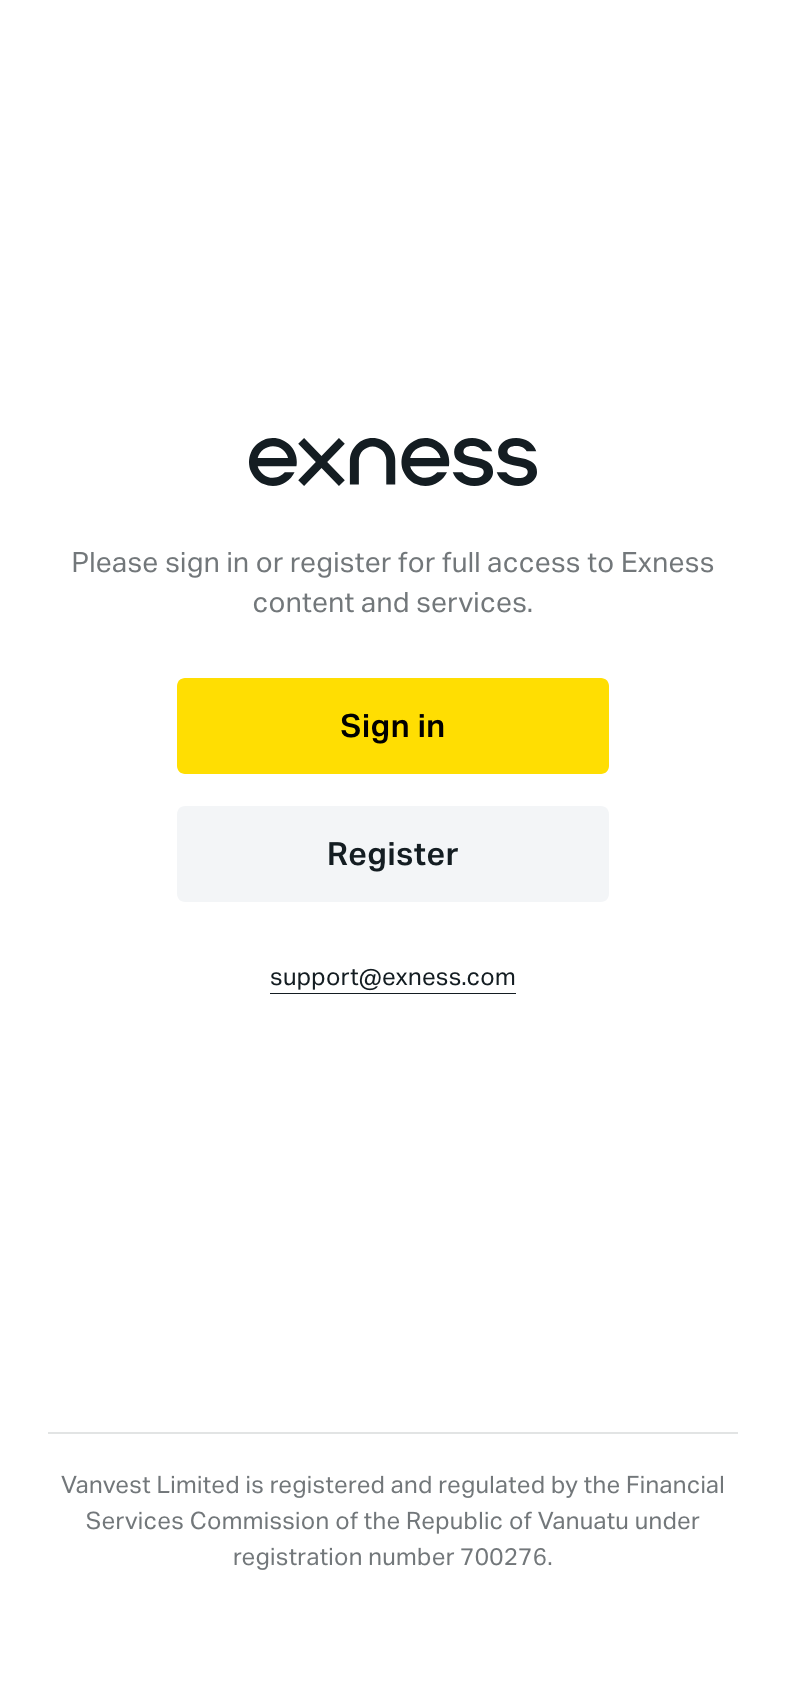 exness
Please sign in or register for full access to Exness
content and services.
Sign in
Register
support@exness.com
Vanvest Limited is registered and regulated by the Financial
Services Commission of the Republic of Vanuatu under
registration number 700276.